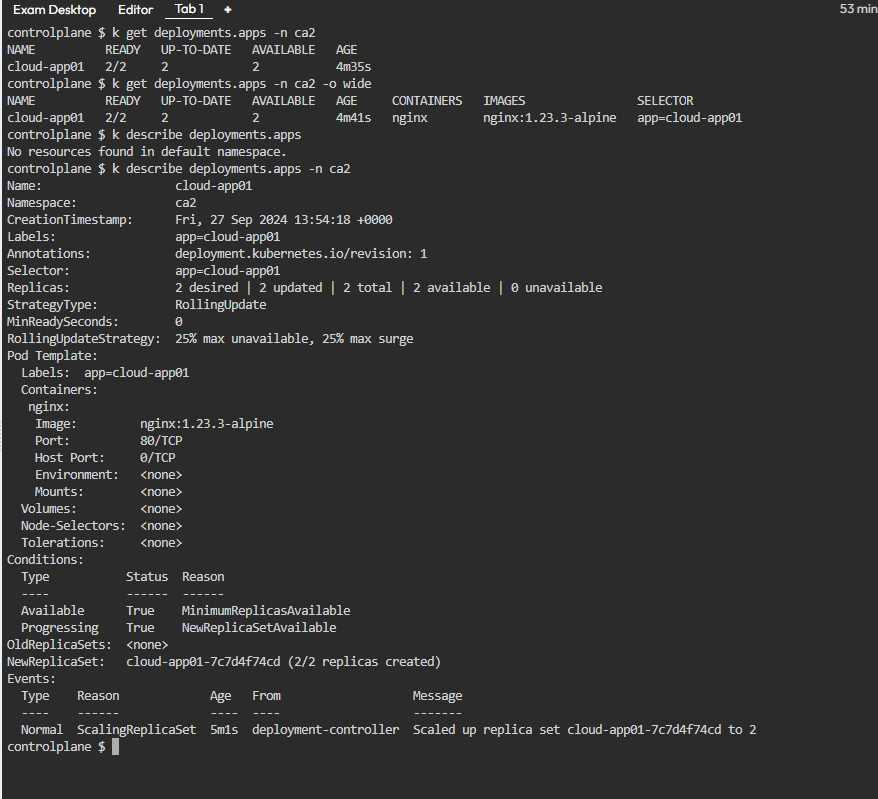 Exam Desktop Editor Tab 1 + 53 min
controlplane $ k get deployments.apps -n ca2
NAME READY UP-TO-DATE AVAILABLE AGE
cloud-app01 2/2 2 2 4m35s
controlplane $ k get deployments.apps -n ca2 -o wide
NAME READY UP-TO-DATE AVAILABLE AGE CONTAINERS IMAGES SELECTOR
cloud-app01 2/2 2 2 4m41s nginx nginx:1.23.3-alpine app=cloud-app01
controlplane $ k describe deployments.apps
No resources found in default namespace.
controlplane $ k describe deployments.apps -n ca2
Name: cloud-app01
Namespace: ca2
CreationTimestamp: Fri, 27 Sep 2024 13:54:18 +0000
Labels: app=cloud-app01
Annotations: deployment.kubernetes.io/revision: 1
Selector: app=cloud-app01
Replicas: 2 desired | 2 updated | 2 total | 2 available | 0 unavailable
StrategyType: RollingUpdate
MinReadySeconds: 0
RollingUpdateStrategy: 25% max unavailable, 25% max surge
Pod Template:
Labels: app=cloud-app01
Containers:
nginx:
Image: nginx:1.23.3-alpine
Port: 80/TCP
Host Port: 0/TCP
Environment: <none>
Mounts: <none>
Volumes: <none>
Node-Selectors: <none>
Tolerations: <none>
Conditions:
Type Status Reason
---- ------ ------
Available True MinimumReplicasAvailable
Progressing True NewReplicaSetAvailable
OldReplicaSets: <none>
NewReplicaSet: cloud-app01-7c7d4f74cd (2/2 replicas created)
Events:
Type Reason Age From Message
---- ------ ---- ---- -------
Normal ScalingReplicaSet 5m1s deployment-controller Scaled up replica set cloud-app01-7c7d4f74cd to 2
controlplane $